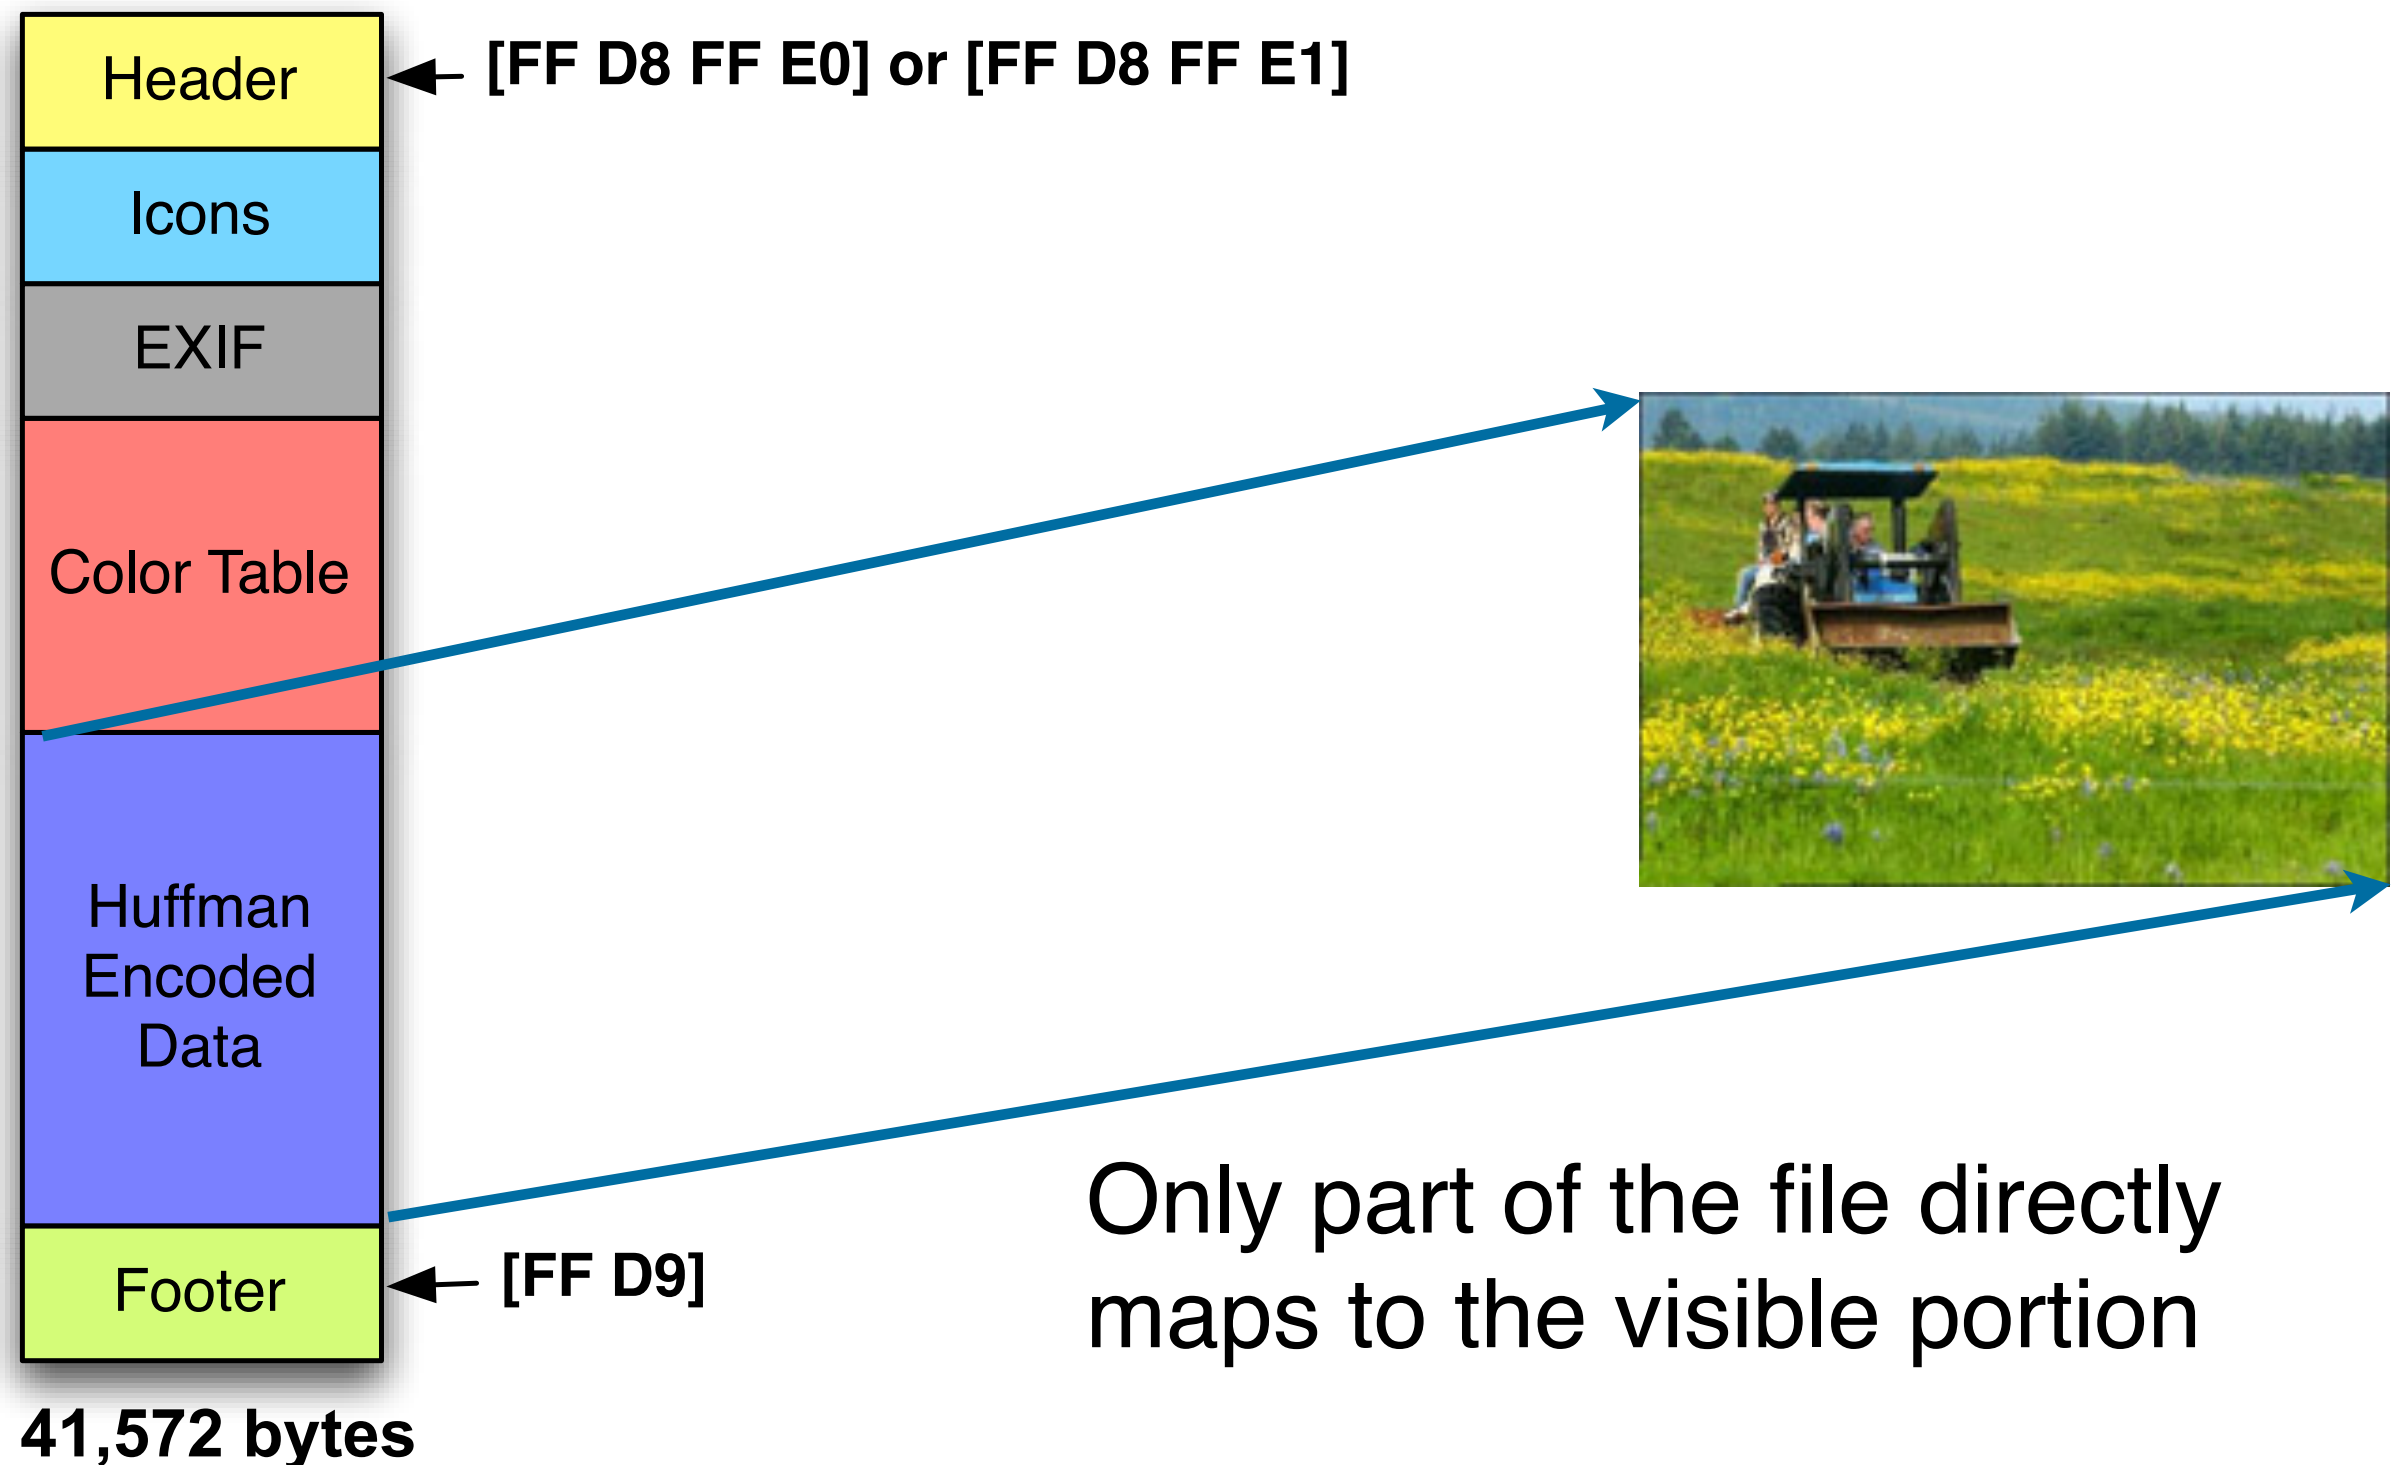 Header
[FF D8 FF E0] or [FF D8 FF E1]
Icons
EXIF
Color Table
Huffman
Encoded
Data
Footer
[FF D9]
41,572 bytes
Only part of the file directly
maps to the visible portion